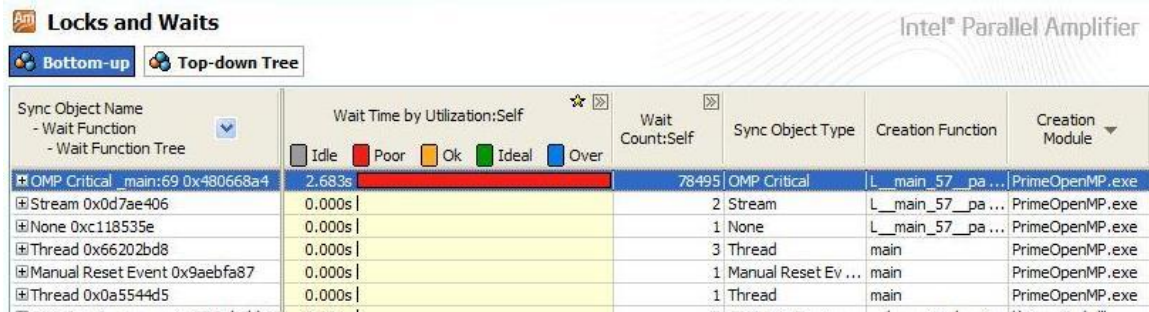 Am Locks and Waits
Intel® Parallel Amplifier
Bottom-up Top-down Tree
Sync Object Name
- Wait Function
- Wait Function Tree
Wait Time by Utilization:Self
Idle Poor Ok Ideal Over
Wait
Count:Self
Sync Object Type
Creation Function
Creation
Module
OMP Critical _main:69 0x480668a4 2.683s 78495 OMP Critical L__main_57__pa ... PrimeOpenMP.exe
Stream 0x0d7ae406 0.000s 2 Stream L__main_57__pa ... PrimeOpenMP.exe
None 0xc118535e 0.000s 1 None L__main_57__pa ... PrimeOpenMP.exe
Thread 0x66202bd8 0.000s 3 Thread main PrimeOpenMP.exe
Manual Reset Event 0x9aebfa87 0.000s 1 Manual Reset Ev ... main PrimeOpenMP.exe
Thread 0x0a5544d5 0.000s 1 Thread main PrimeOpenMP.exe